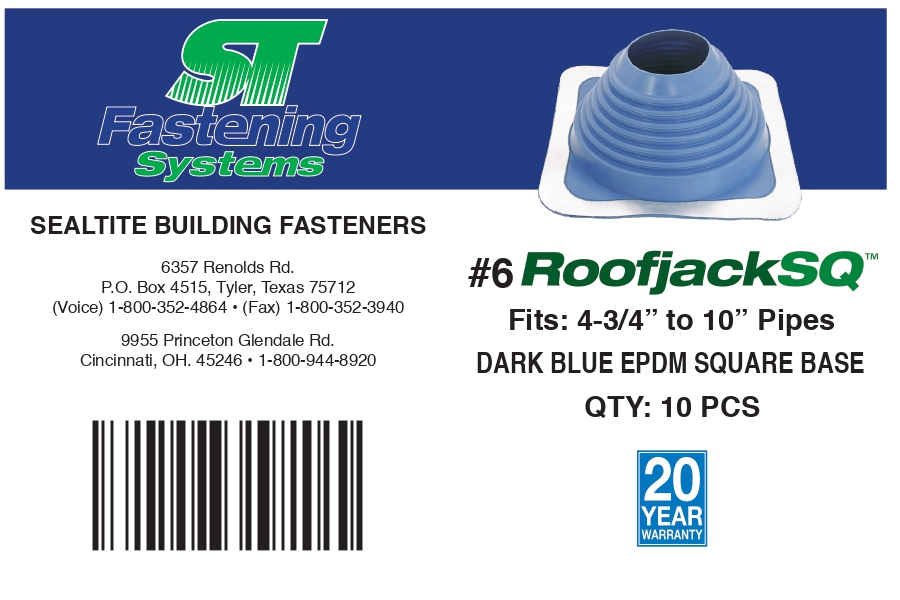 ST
Fastening
Systems
SEALTITE BUILDING FASTENERS
6357 Renolds Rd.
P.O. Box 4515, Tyler, Texas 75712
(Voice) 1-800-352-4864 • (Fax) 1-800-352-3940
9955 Princeton Glendale Rd.
Cincinnati, OH. 45246 • 1-800-944-8920
#6 RoofjackSQ™
Fits: 4-3/4” to 10” Pipes
DARK BLUE EPDM SQUARE BASE
QTY: 10 PCS
20
YEAR
WARRANTY